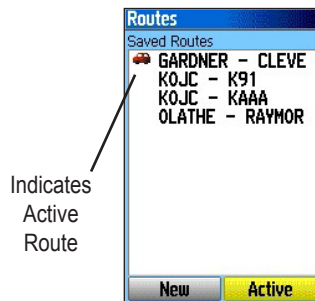 Routes
Saved Routes
GARDNER - CLEVE
KOJC - K91
KOJC - KAAA
OLATHE - RAYMOR
Indicates
Active
Route
New
Active